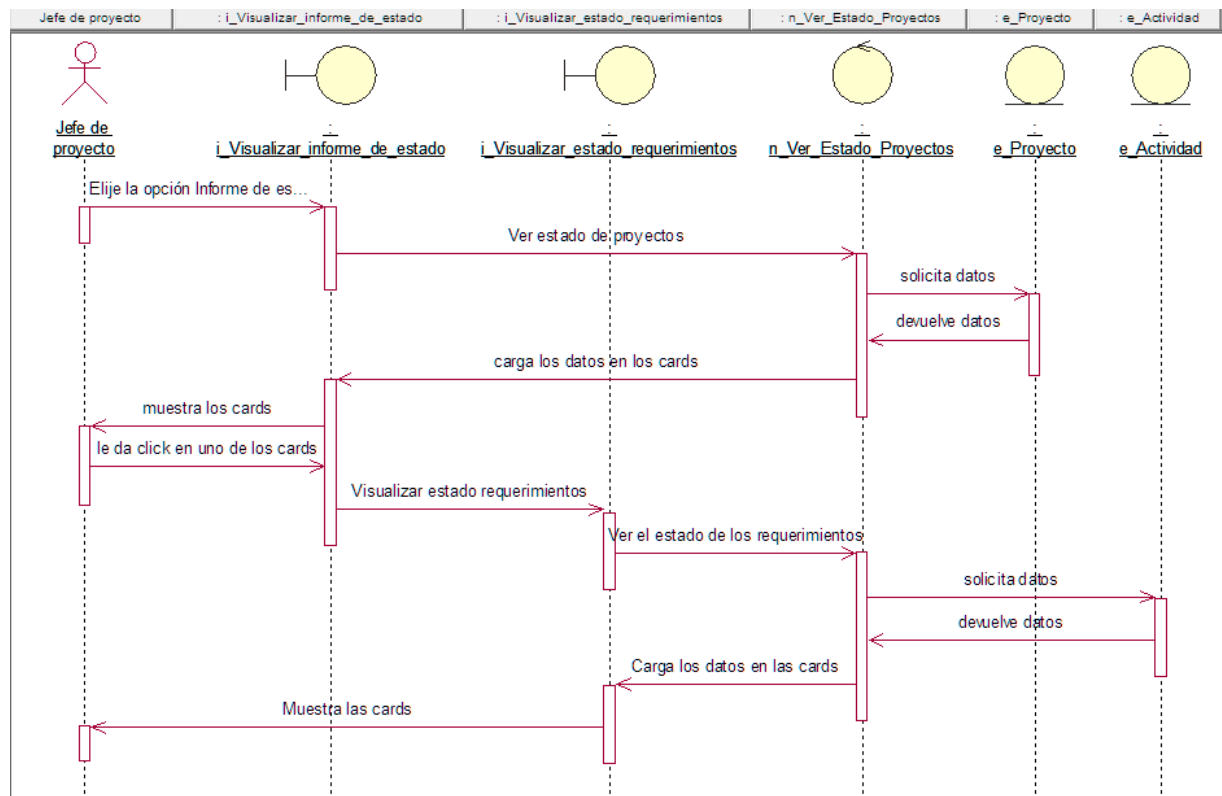 Jefe de proyecto
: i_Visualizar_informe_de_estado
: i_Visualizar_estado_requerimientos
: n_Ver_Estado_Proyectos
: e_Proyecto
: e_Actividad
Jefe de
proyecto
:
i_Visualizar_informe_de_estado
:
i_Visualizar_estado_requerimientos
:
n_Ver_Estado_Proyectos
:
e_Proyecto
:
e_Actividad
Elije la opción Informe de es...
Ver estado de proyectos
solicita datos
devuelve datos
carga los datos en los cards
muestra los cards
le da click en uno de los cards
Visualizar estado requerimientos
Ver el estado de los requerimientos
solicita datos
devuelve datos
Carga los datos en las cards
Muestra las cards